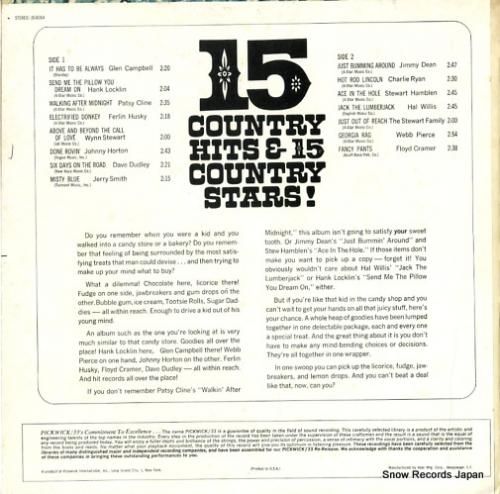 STEREO
15
COUNTRY
HITS & 15
COUNTRY
STARS!
SIDE 1
IT HAS TO BE ALWAYS Glen Campbell 2:20
SEND ME THE PILLOW YOU
DREAM ON Hank Locklin 2:04
WALKING AFTER MIDNIGHT Patsy Cline 2:35
ELECTRIFIED DONKEY Ferlin Husky 2:18
ABOVE AND BEYOND THE CALL
OF LOVE Wynn Stewart 2:00
DONE ROVIN' Johnny Horton 2:43
SIX DAYS ON THE ROAD Dave Dudley 2:21
MISTY BLUE Jerry Smith 2:15
SIDE 2
JUST BUMMING AROUND Jimmy Dean 2:47
HOT ROD LINCOLN Charlie Ryan 2:30
ACE IN THE HOLE Stewart Hamblen 2:45
JACK THE LUMBERJACK Hal Willis 2:45
JUST OUT OF REACH The Stewart Family 2:00
GEORGIA RAG Webb Pierce 2:54
FANCY PANTS Floyd Cramer 2:38
Do you remember when you were a kid and you
walked into a candy store or a bakery? Do you remem-
ber that feeling of being surrounded by the most satis-
fying treats that man could devise . . . and then trying to
make up your mind what to buy?
What a dilemma! Chocolate here, licorice there!
Fudge on one side, jawbreakers and gum drops on the
other. Bubble gum, ice cream, Tootsie Rolls, Sugar Dad-
dies — all within reach. Enough to drive a kid out of his
young mind.
An album such as the one you're looking at is very
much similar to that candy store. Goodies all over the
place! Hank Locklin here, Glen Campbell there! Webb
Pierce on one hand, Johnny Horton on the other. Ferlin
Husky, Floyd Cramer, Dave Dudley — all within reach.
And hit records all over the place!
If you don't remember Patsy Cline's "Walkin' After
Midnight," this album isn't going to satisfy your sweet
tooth. Or Jimmy Dean's "Just Bummin' Around" and
Stew Hamblen's "Ace In The Hole." If those items don't
make you want to pick up a copy — forget it! You
obviously wouldn't care about Hal Willis' "Jack The
Lumberjack" or Hank Locklin's "Send Me The Pillow
You Dream On," either.
But if you're like that kid in the candy shop and you
can't wait to get your hands on all that juicy stuff, here's
your chance. A whole heap of goodies have been lumped
together in one delectable package, each and every one
a special treat. And the great thing about it is you don't
have to make any mind-bending choices or decisions.
They're all together in one wrapper.
In one swoop you can pick up the licorice, fudge, jaw-
breakers, and lemon drops. And you can't beat a deal
like that, now, can you?
PICKWICK/33's Commitment To Excellence
Snow Records Japan